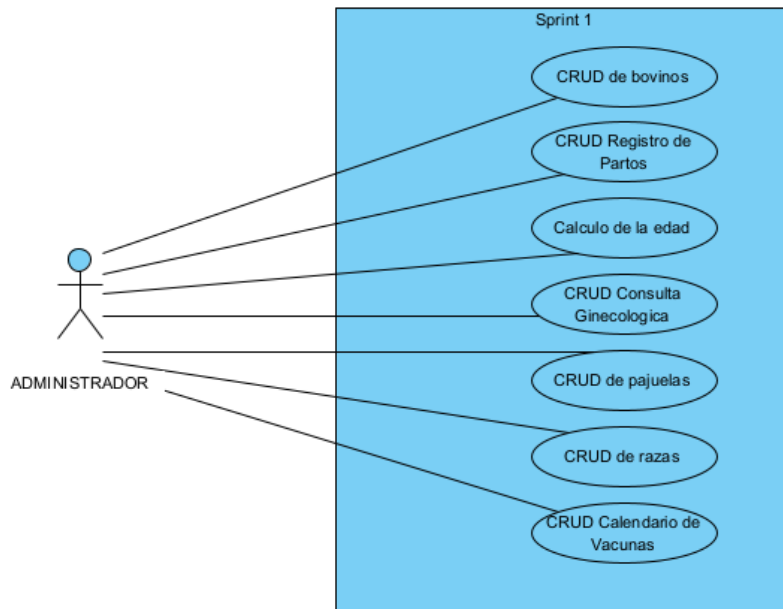 Sprint 1
CRUD de bovinos
CRUD Registro de
Partos
Calculo de la edad
CRUD Consulta
Ginecologica
CRUD de pajuelas
CRUD de razas
CRUD Calendario de
Vacunas
ADMINISTRADOR